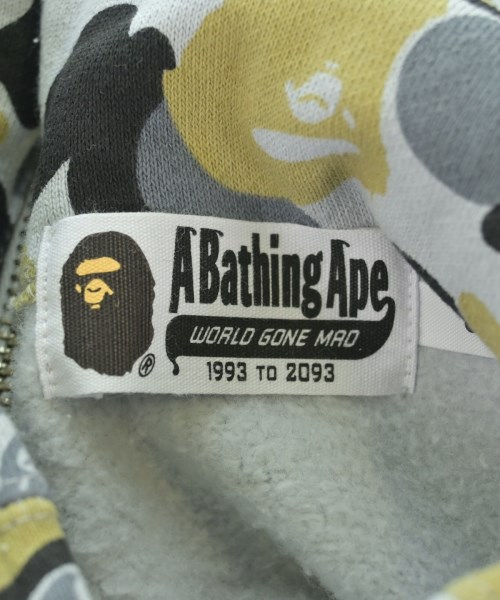 A Bathing Ape
WORLD GONE MAD
1993 TO 2093
®